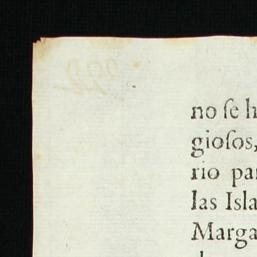 no ſe h
gioſos,
rio par
las Isla
Marga